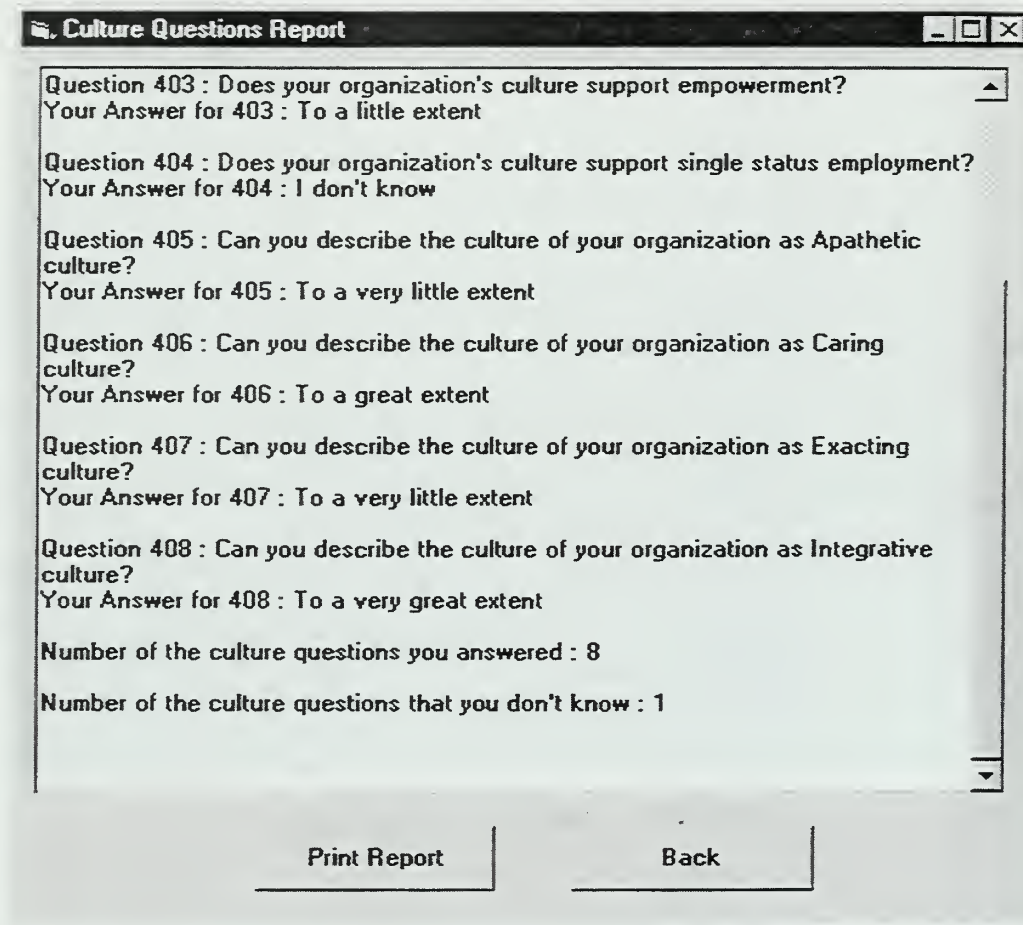 Culture Questions Report
Question 403 : Does your organization's culture support empowerment?
Your Answer for 403 : To a little extent
Question 404 : Does your organization's culture support single status employment?
Your Answer for 404 : I don't know
Question 405 : Can you describe the culture of your organization as Apathetic
culture?
Your Answer for 405 : To a very little extent
Question 406 : Can you describe the culture of your organization as Caring
culture?
Your Answer for 406 : To a great extent
Question 407 : Can you describe the culture of your organization as Exacting
culture?
Your Answer for 407 : To a very little extent
Question 408 : Can you describe the culture of your organization as Integrative
culture?
Your Answer for 408 : To a very great extent
Number of the culture questions you answered : 8
Number of the culture questions that you don't know : 1
Print Report
Back